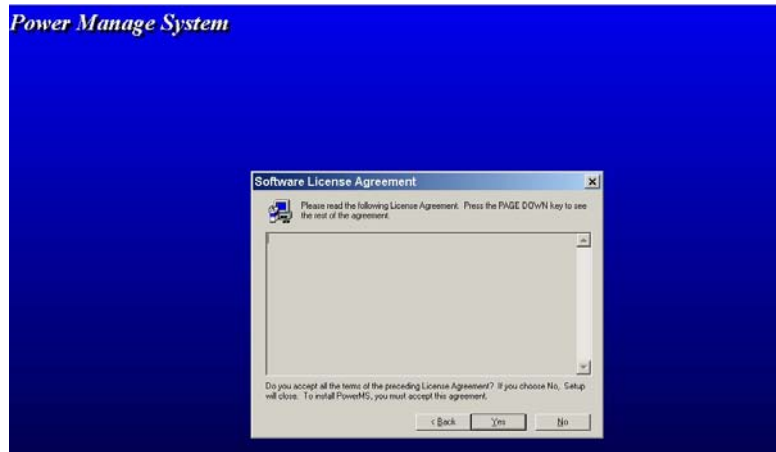 Power Manage System
Software License Agreement
Please read the following License Agreement. Press the PAGE DOWN key to see
the rest of the agreement.
Do you accept all the terms of the preceding License Agreement? If you choose No, Setup
will close. To install PowerMS, you must accept this agreement.
< Back Yes No